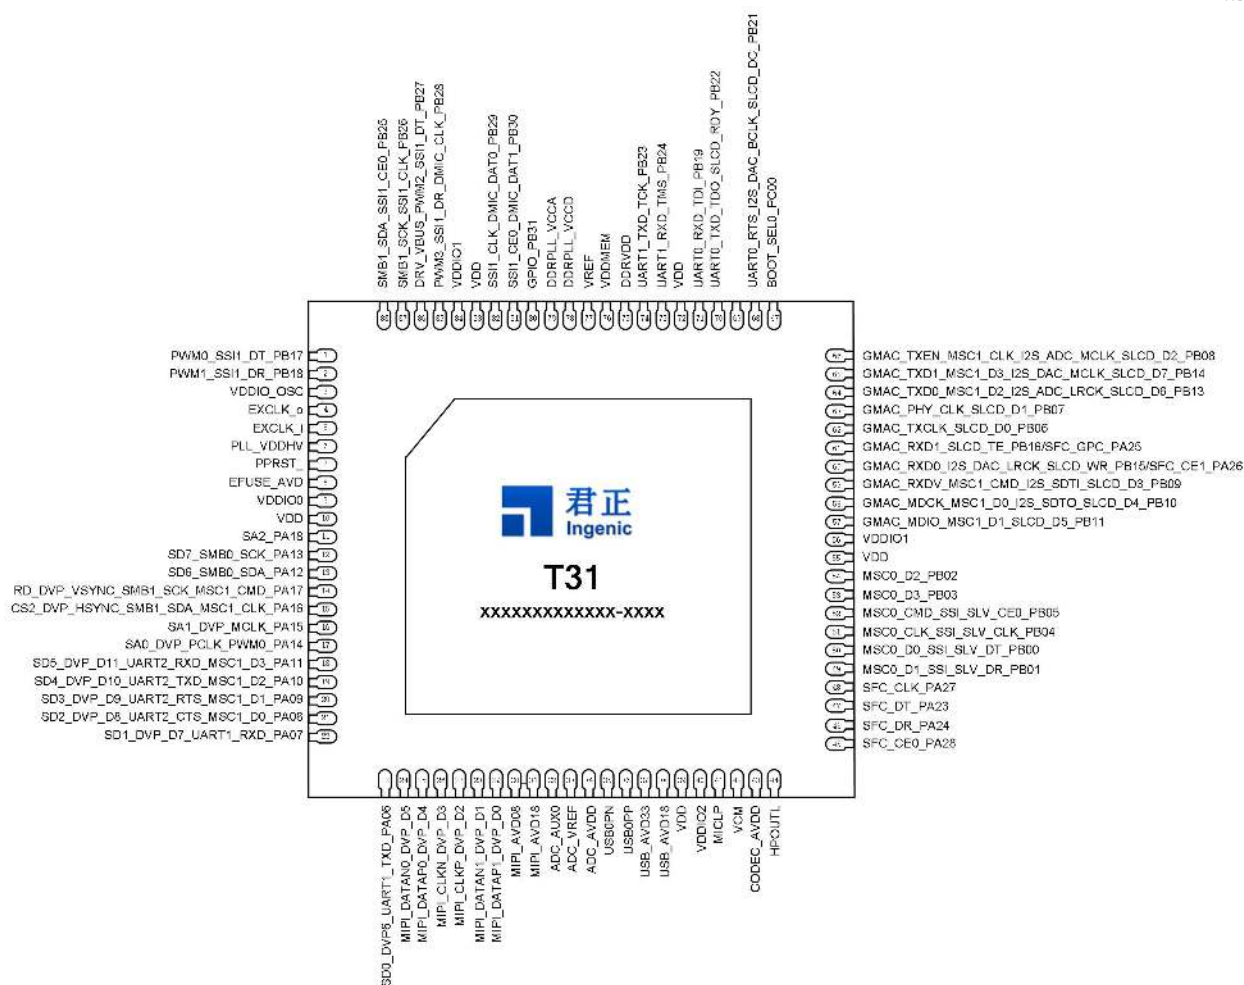 SMB1_SDA_SSI1_CE0_PB25
SMB1_SCK_SSI1_CLK_PB26
DRV_VBUS_PWM2_SSI1_DT_PB27
PWM3_SSI1_DR_DMIC_CLK_PB28
VDDIO1
VDD
SSI1_CLK_DMIC_DAT0_PB29
SSI1_CE0_DMIC_DAT1_PB30
GPIO_PB31
DDRPLL_VCCA
DDRPLL_VCCD
VREF
VDDMEM
DDRVDD
UART1_TXD_TCK_PB23
UART1_RXD_TMS_PB24
VDD
UART0_RXD_TDI_PB19
UART0_TXD_TDO_SLCD_RDY_PB22
UART0_RTS_I2S_DAC_BCLK_SLCD_DC_PB21
BOOT_SEL0_PC00
PWM0_SSI1_DT_PB17
PWM1_SSI1_DR_PB18
VDDIO_OSC
EXCLK_o
EXCLK_i
PLL_VDDHV
PPRST_
EFUSE_AVD
VDDIO0
VDD
SA2_PA18
SD7_SMB0_SCK_PA13
SD6_SMB0_SDA_PA12
RD_DVP_VSYNC_SMB1_SCK_MSC1_CMD_PA17
CS2_DVP_HSYNC_SMB1_SDA_MSC1_CLK_PA16
SA1_DVP_MCLK_PA15
SA0_DVP_PCLK_PWM0_PA14
SD5_DVP_D11_UART2_RXD_MSC1_D3_PA11
SD4_DVP_D10_UART2_TXD_MSC1_D2_PA10
SD3_DVP_D9_UART2_RTS_MSC1_D1_PA09
SD2_DVP_D8_UART2_CTS_MSC1_D0_PA08
SD1_DVP_D7_UART1_RXD_PA07
君正
Ingenic
T31
XXXXXXXXXXXXX-XXXX
GMAC_TXEN_MSC1_CLK_I2S_ADC_MCLK_SLCD_D2_PB08
GMAC_TXD1_MSC1_D3_I2S_DAC_MCLK_SLCD_D7_PB14
GMAC_TXD0_MSC1_D2_I2S_ADC_LRCK_SLCD_D6_PB13
GMAC_PHY_CLK_SLCD_D1_PB07
GMAC_TXCLK_SLCD_D0_PB06
GMAC_RXD1_SLCD_TE_PB16/SFC_GPC_PA25
GMAC_RXD0_I2S_DAC_LRCK_SLCD_WR_PB15/SFC_CE1_PA26
GMAC_RXDV_MSC1_CMD_I2S_SDTI_SLCD_D3_PB09
GMAC_MDCK_MSC1_D0_I2S_SDTO_SLCD_D4_PB10
GMAC_MDIO_MSC1_D1_SLCD_D5_PB11
VDDIO1
VDD
MSC0_D2_PB02
MSC0_D3_PB03
MSC0_CMD_SSI_SLV_CE0_PB05
MSC0_CLK_SSI_SLV_CLK_PB04
MSC0_D0_SSI_SLV_DT_PB00
MSC0_D1_SSI_SLV_DR_PB01
SFC_CLK_PA27
SFC_DT_PA23
SFC_DR_PA24
SFC_CE0_PA28
SD0_DVP6_UART1_TXD_PA06
MIPI_DATAN0_DVP_D5
MIPI_DATAP0_DVP_D4
MIPI_CLKN_DVP_D3
MIPI_CLKP_DVP_D2
MIPI_DATAN1_DVP_D1
MIPI_DATAP1_DVP_D0
MIPI_AVD08
MIPI_AVD18
ADC_AUX0
ADC_VREF
ADC_AVDD
USB0PN
USB0PP
USB_AVD33
USB_AVD18
VDD
VDDIO2
MICLP
VCM
CODEC_AVDD
HPOUTL